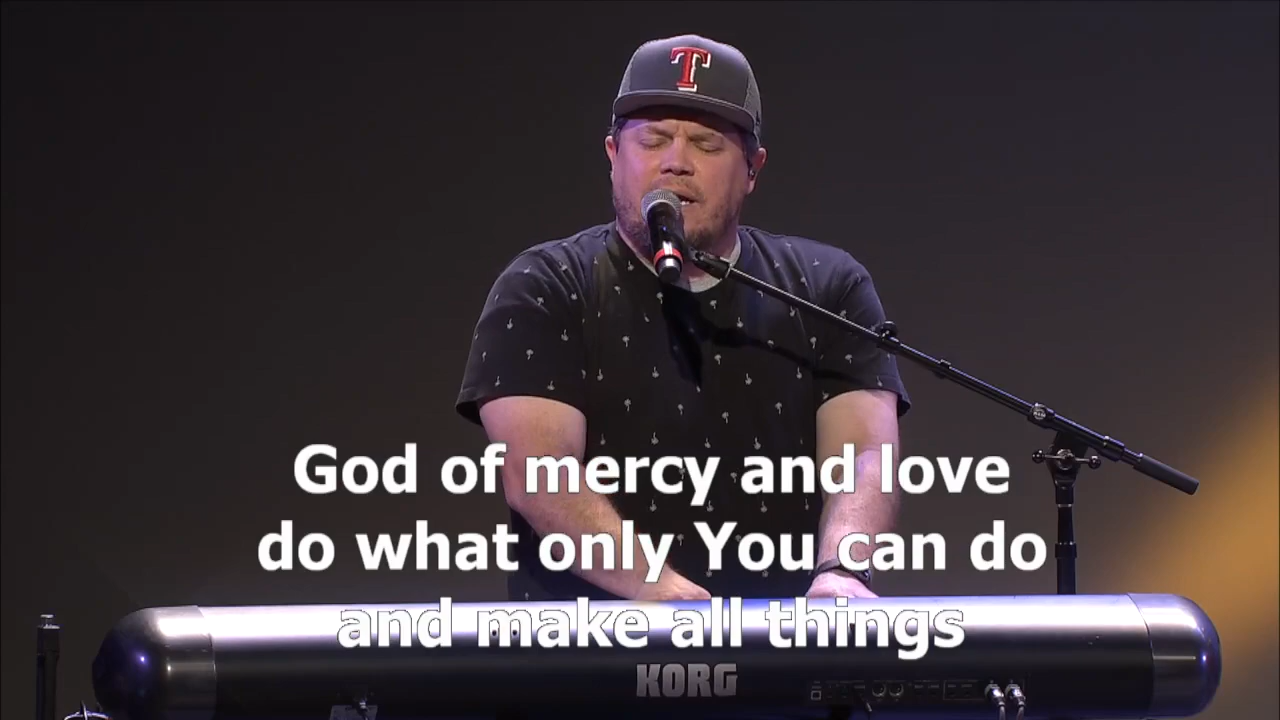 T
God of mercy and love
do what only You can do
and make all things
KORG